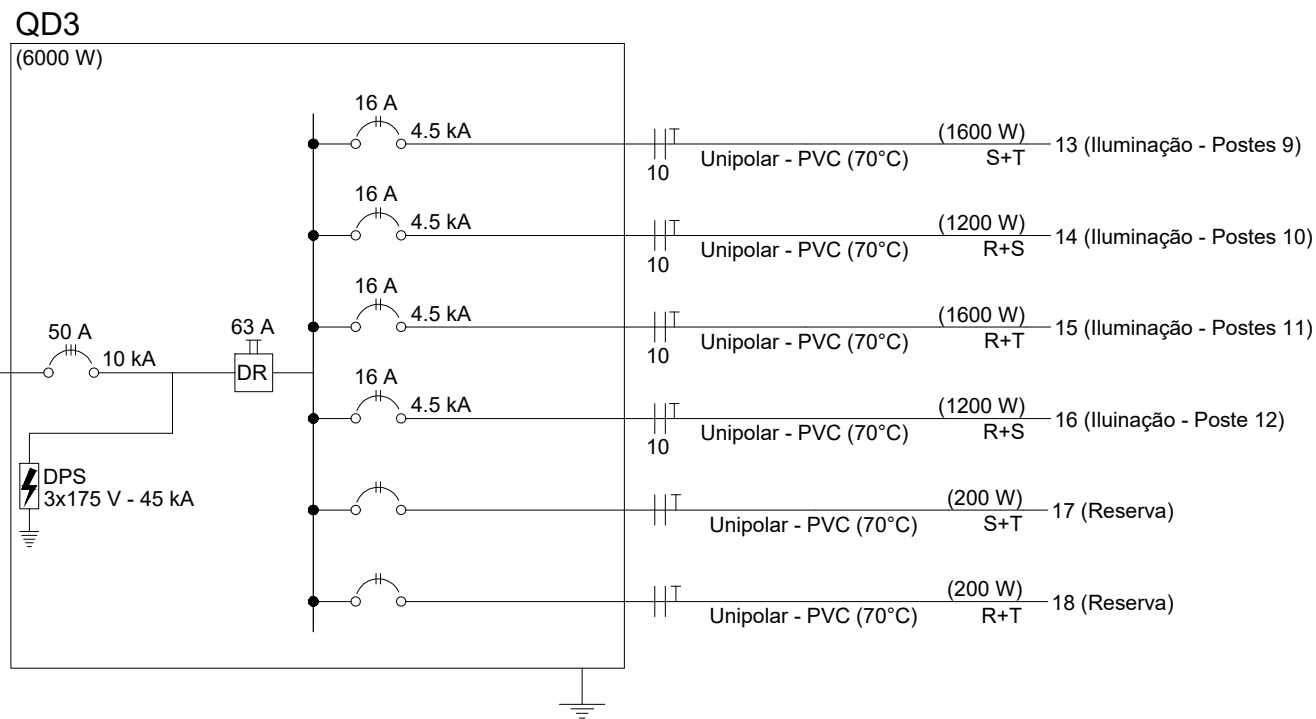 QD3
(6000 W)
16 A
4.5 kA
10
T
Unipolar - PVC (70°C)
(1600 W)
S+T
13 (Iluminação - Postes 9)
16 A
4.5 kA
10
T
Unipolar - PVC (70°C)
(1200 W)
R+S
14 (Iluminação - Postes 10)
16 A
4.5 kA
10
T
Unipolar - PVC (70°C)
(1600 W)
R+T
15 (Iluminação - Postes 11)
50 A
10 kA
63 A
DR
16 A
4.5 kA
10
T
Unipolar - PVC (70°C)
(1200 W)
R+S
16 (Iluinação - Poste 12)
DPS
3x175 V - 45 kA
T
Unipolar - PVC (70°C)
(200 W)
S+T
17 (Reserva)
T
Unipolar - PVC (70°C)
(200 W)
R+T
18 (Reserva)